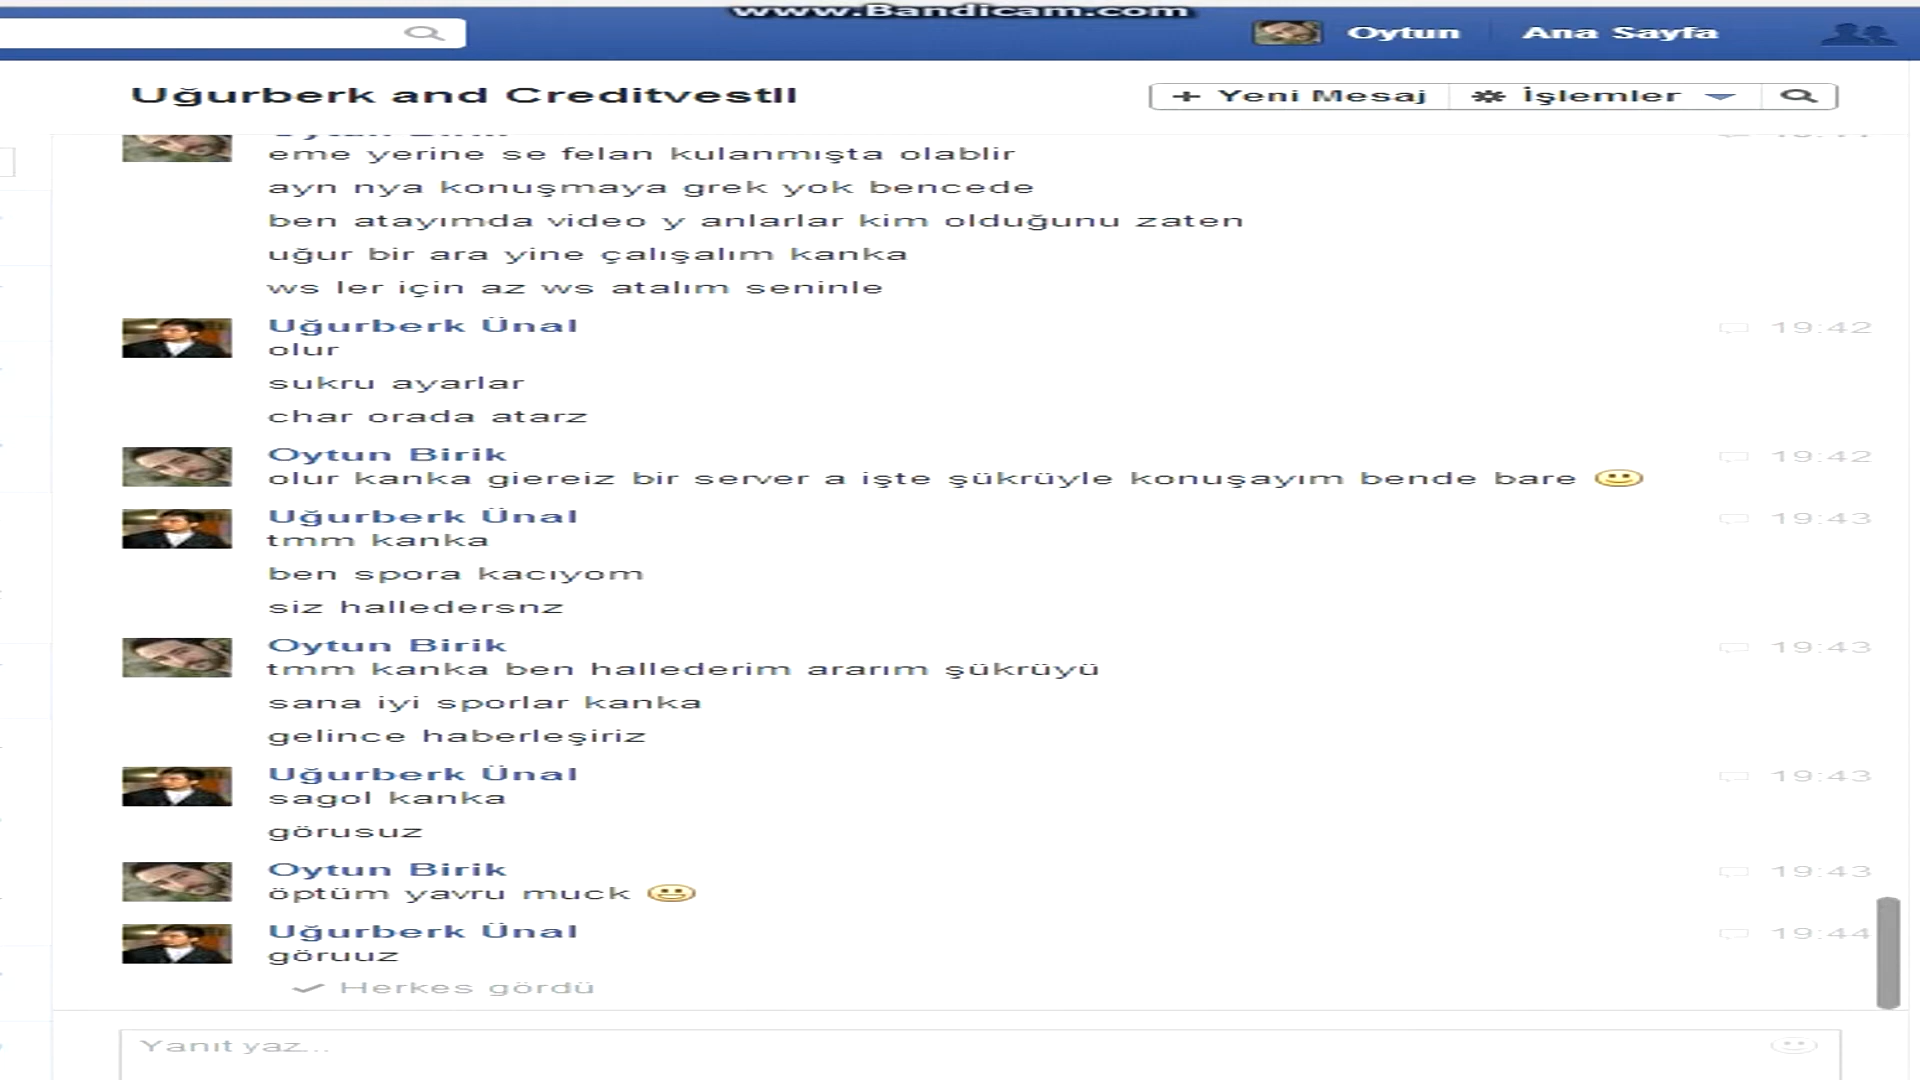 www.Bandicam.com
Oytun
Ana Sayfa
Uğurberk and Creditvestll
+ Yeni Mesaj
İşlemler
eme yerine se felan kulanmışta olablir
ayn nya konuşmaya grek yok bencede
ben atayımda video y anlarlar kim olduğunu zaten
uğur bir ara yine çalışalım kanka
ws ler için az ws atalım seninle
Uğurberk Ünal
19:42
olur
sukru ayarlar
char orada atarz
Oytun Birik
19:42
olur kanka giereiz bir server a işte şükrüyle konuşayım bende bare
Uğurberk Ünal
19:43
tmm kanka
ben spora kacıyom
siz halledersnz
Oytun Birik
19:43
tmm kanka ben hallederim ararım şükrüyü
sana iyi sporlar kanka
gelince haberleşiriz
Uğurberk Ünal
19:43
sagol kanka
görusuz
Oytun Birik
19:43
öptüm yavru muck
Uğurberk Ünal
19:44
göruuz
Herkes gördü
Yanıt yaz...